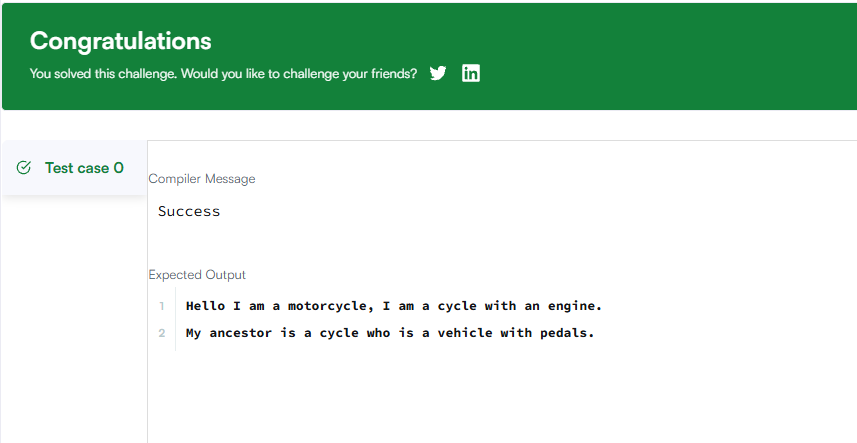 Congratulations
You solved this challenge. Would you like to challenge your friends?
Test case 0
Compiler Message
Success
Expected Output
1 Hello I am a motorcycle, I am a cycle with an engine.
2 My ancestor is a cycle who is a vehicle with pedals.